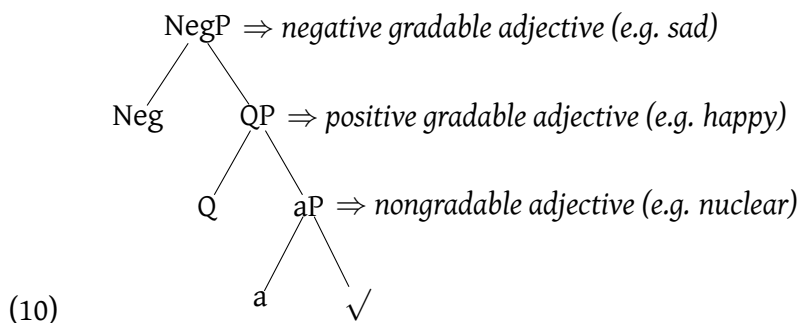 NegP ⇒ negative gradable adjective (e.g. sad)
Neg QP ⇒ positive gradable adjective (e.g. happy)
Q aP ⇒ nongradable adjective (e.g. nuclear)
(10) a √